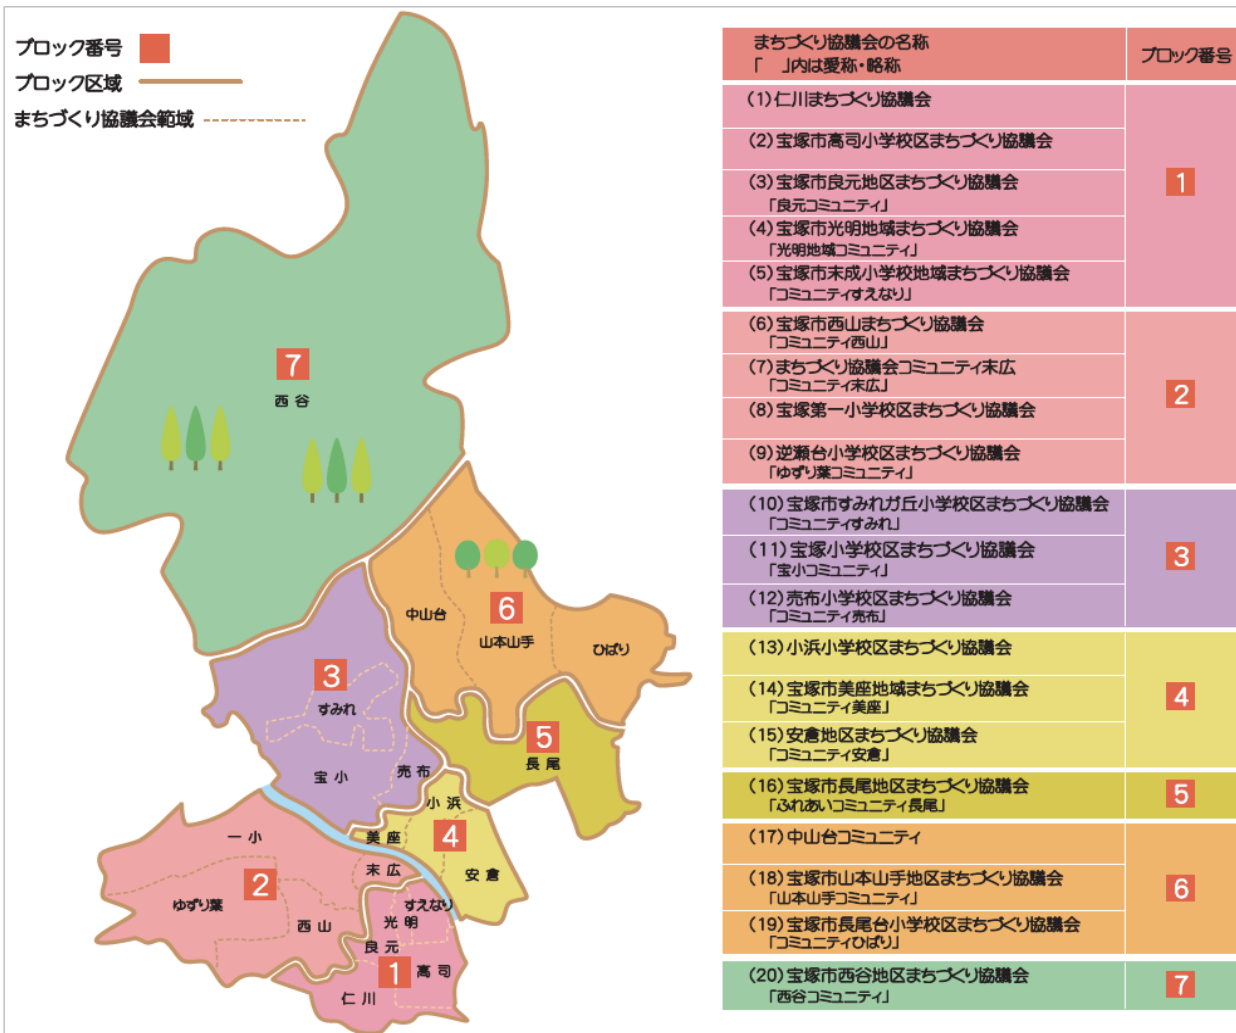 ブロック番号
ブロック区域
まちづくり協議会範域
7
西谷
6
中山台
山本山手
ひばり
3
すみれ
5
長尾
宝小
売布
小浜
美座
4
一小
末広
安倉
2
ゆずり葉
すえなり
西山
光明
良元
1
高司
仁川
まちづくり協議会の名称
「　」内は愛称・略称
ブロック番号
(1)仁川まちづくり協議会
(2)宝塚市高司小学校区まちづくり協議会
(3)宝塚市良元地区まちづくり協議会
「良元コミュニティ」
(4)宝塚市光明地域まちづくり協議会
「光明地域コミュニティ」
(5)宝塚市末成小学校地域まちづくり協議会
「コミュニティすえなり」
1
(6)宝塚市西山まちづくり協議会
「コミュニティ西山」
(7)まちづくり協議会コミュニティ末広
「コミュニティ末広」
(8)宝塚第一小学校区まちづくり協議会
(9)逆瀬台小学校区まちづくり協議会
「ゆずり葉コミュニティ」
2
(10)宝塚市すみれガ丘小学校区まちづくり協議会
「コミュニティすみれ」
(11)宝塚小学校区まちづくり協議会
「宝小コミュニティ」
(12)売布小学校区まちづくり協議会
「コミュニティ売布」
3
(13)小浜小学校区まちづくり協議会
(14)宝塚市美座地域まちづくり協議会
「コミュニティ美座」
(15)安倉地区まちづくり協議会
「コミュニティ安倉」
4
(16)宝塚市長尾地区まちづくり協議会
「ふれあいコミュニティ長尾」
5
(17)中山台コミュニティ
(18)宝塚市山本山手地区まちづくり協議会
「山本山手コミュニティ」
(19)宝塚市長尾台小学校区まちづくり協議会
「コミュニティひばり」
6
(20)宝塚市西谷地区まちづくり協議会
「西谷コミュニティ」
7